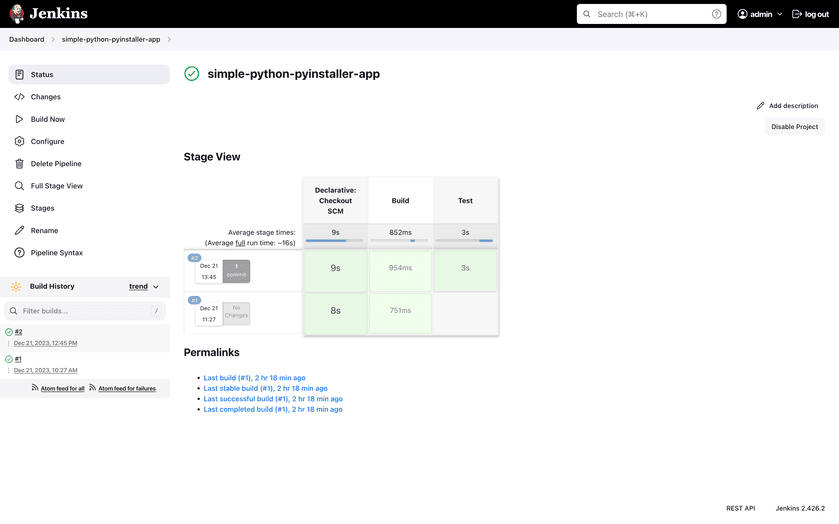 Jenkins
Search (⌘+K)
?
admin
log out
Dashboard
simple-python-pyinstaller-app
Status
Changes
Build Now
Configure
Delete Pipeline
Full Stage View
Stages
Rename
Pipeline Syntax
Build History
trend
Filter builds...
/
#2
Dec 21, 2023, 12:45 PM
#1
Dec 21, 2023, 10:27 AM
Atom feed for all
Atom feed for failures
simple-python-pyinstaller-app
Add description
Disable Project
Stage View
Declarative:
Checkout
SCM
Build
Test
Average stage times:
(Average full run time: ~16s)
9s
852ms
3s
#2
Dec 21
13:45
1
commit
9s
954ms
3s
#1
Dec 21
11:27
No
Changes
8s
751ms
Permalinks
Last build (#1), 2 hr 18 min ago
Last stable build (#1), 2 hr 18 min ago
Last successful build (#1), 2 hr 18 min ago
Last completed build (#1), 2 hr 18 min ago
REST API
Jenkins 2.426.2